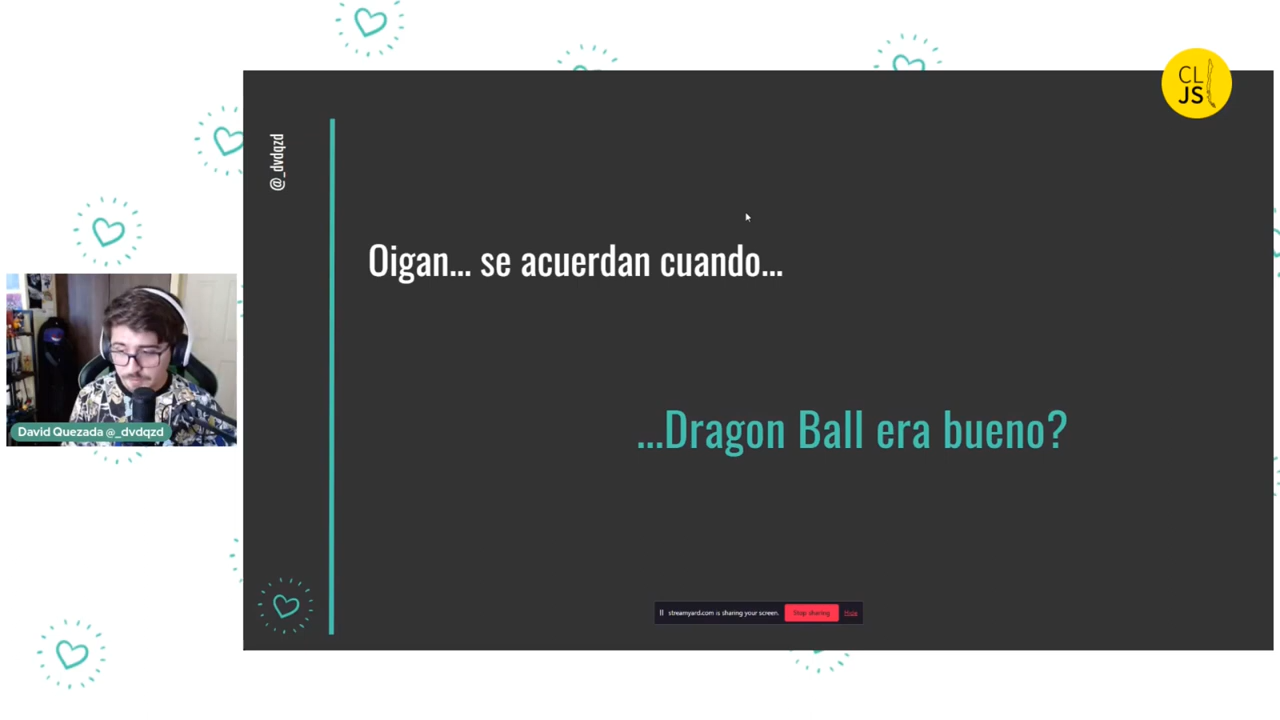 CL
JS
@_dvdqzd
Oigan... se acuerdan cuando...
...Dragon Ball era bueno?
David Quezada @_dvdqzd
streamyard.com is sharing your screen.
Stop sharing
Hide